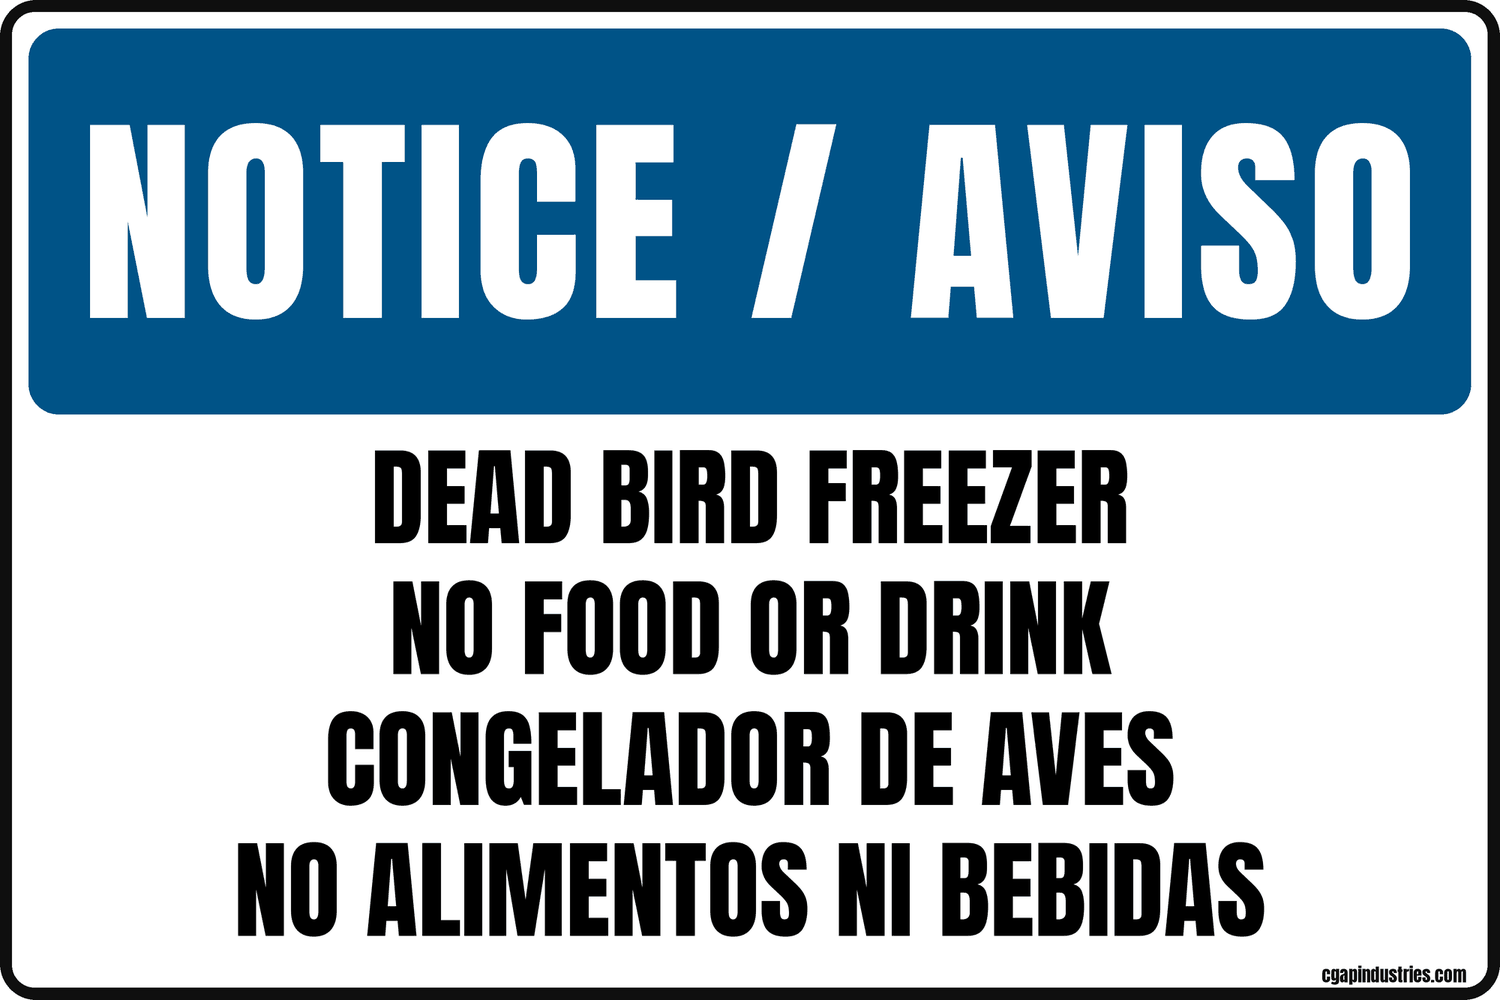 NOTICE / AVISO
DEAD BIRD FREEZER
NO FOOD OR DRINK
CONGELADOR DE AVES
NO ALIMENTOS NI BEBIDAS
cgapindustries.com